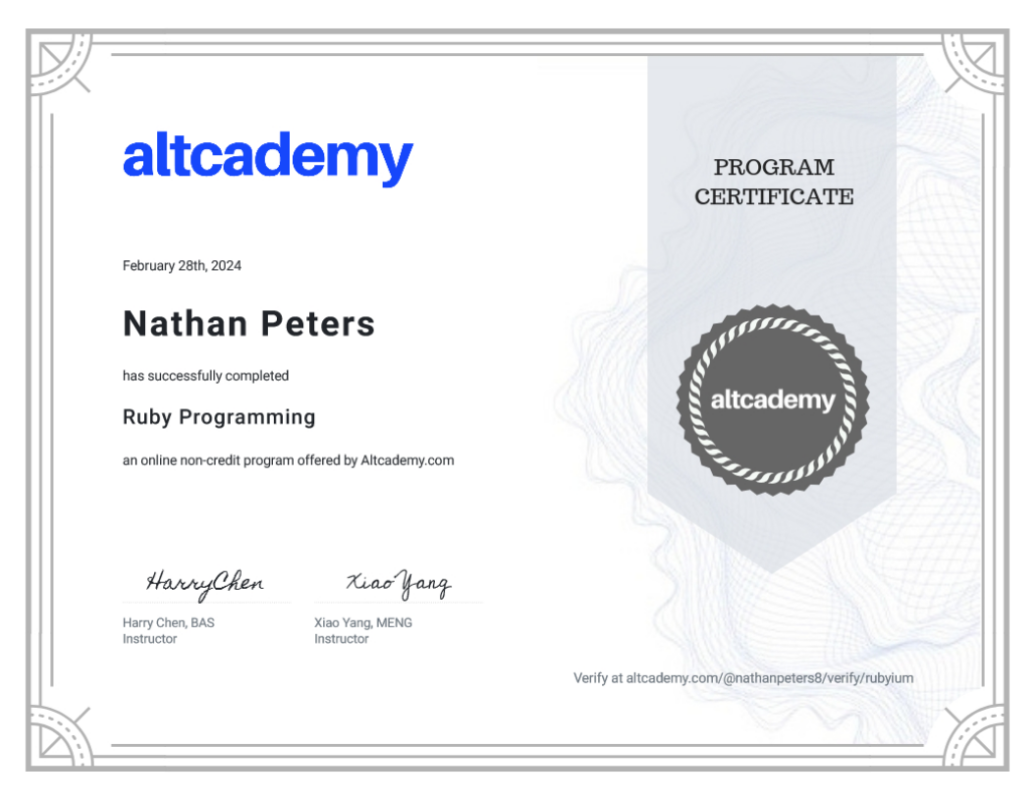 altcademy
PROGRAM
CERTIFICATE
February 28th, 2024
Nathan Peters
has successfully completed
Ruby Programming
an online non-credit program offered by Altcademy.com
altcademy
HarryChen
Xiao Yang
Harry Chen, BAS
Instructor
Xiao Yang, MENG
Instructor
Verify at altcademy.com/@nathanpeters8/verify/rubyium